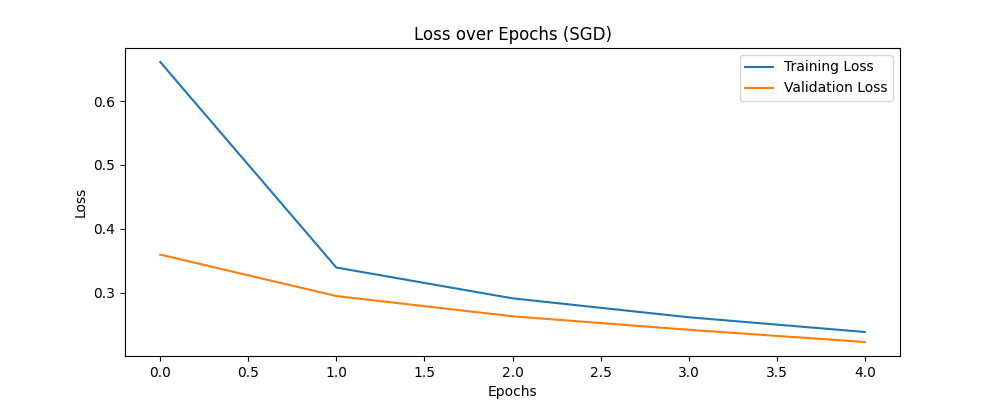 Loss over Epochs (SGD)
Training Loss
Validation Loss
0.6
0.5
0.4
0.3
Loss
0.0 0.5 1.0 1.5 2.0 2.5 3.0 3.5 4.0
Epochs